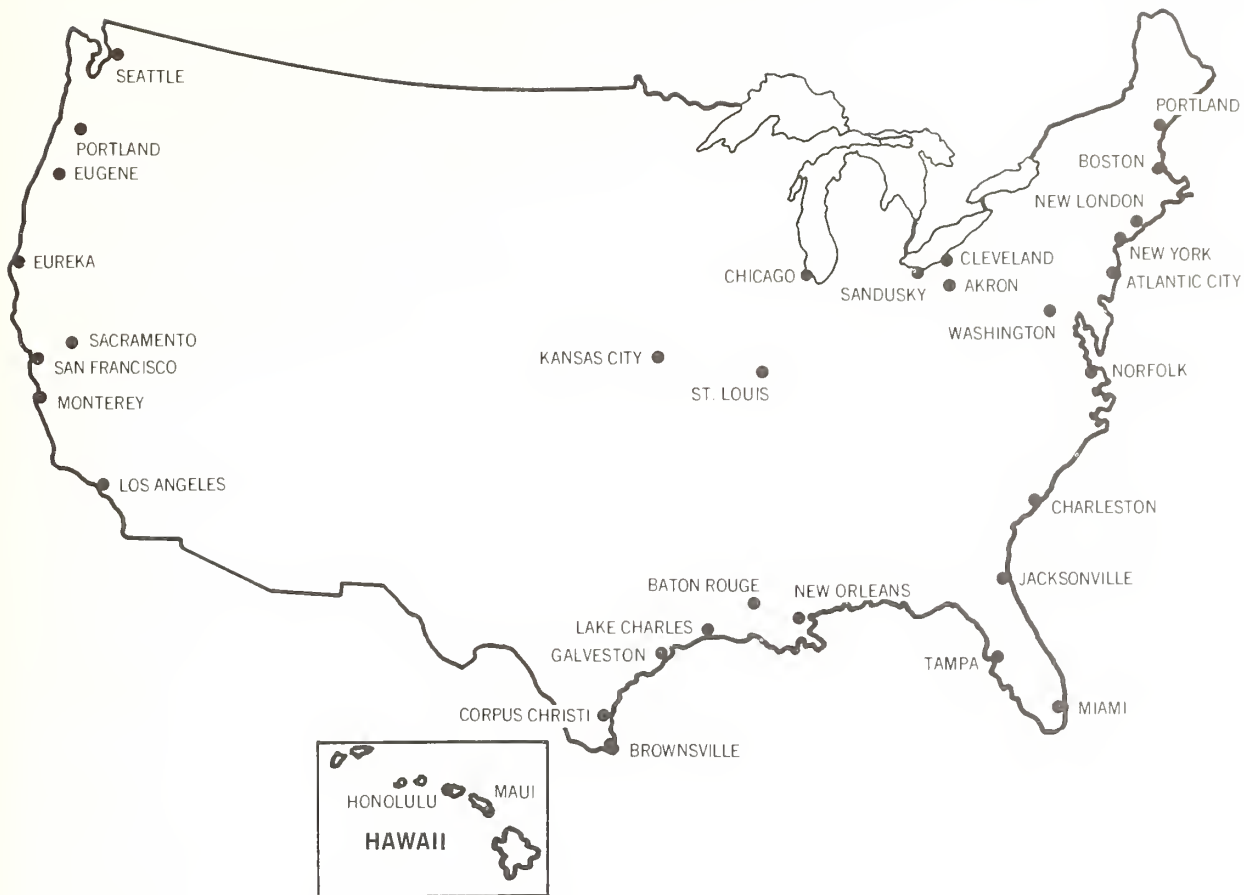 SEATTLE
PORTLAND
PORTLAND
EUGENE
BOSTON
NEW LONDON
EUREKA
CLEVELAND
NEW YORK
CHICAGO
SANDUSKY
AKRON
ATLANTIC CITY
WASHINGTON
SACRAMENTO
SAN FRANCISCO
KANSAS CITY
NORFOLK
ST. LOUIS
MONTEREY
LOS ANGELES
CHARLESTON
JACKSONVILLE
BATON ROUGE
NEW ORLEANS
LAKE CHARLES
GALVESTON
TAMPA
CORPUS CHRISTI
MIAMI
BROWNSVILLE
MAUI
HONOLULU
HAWAII